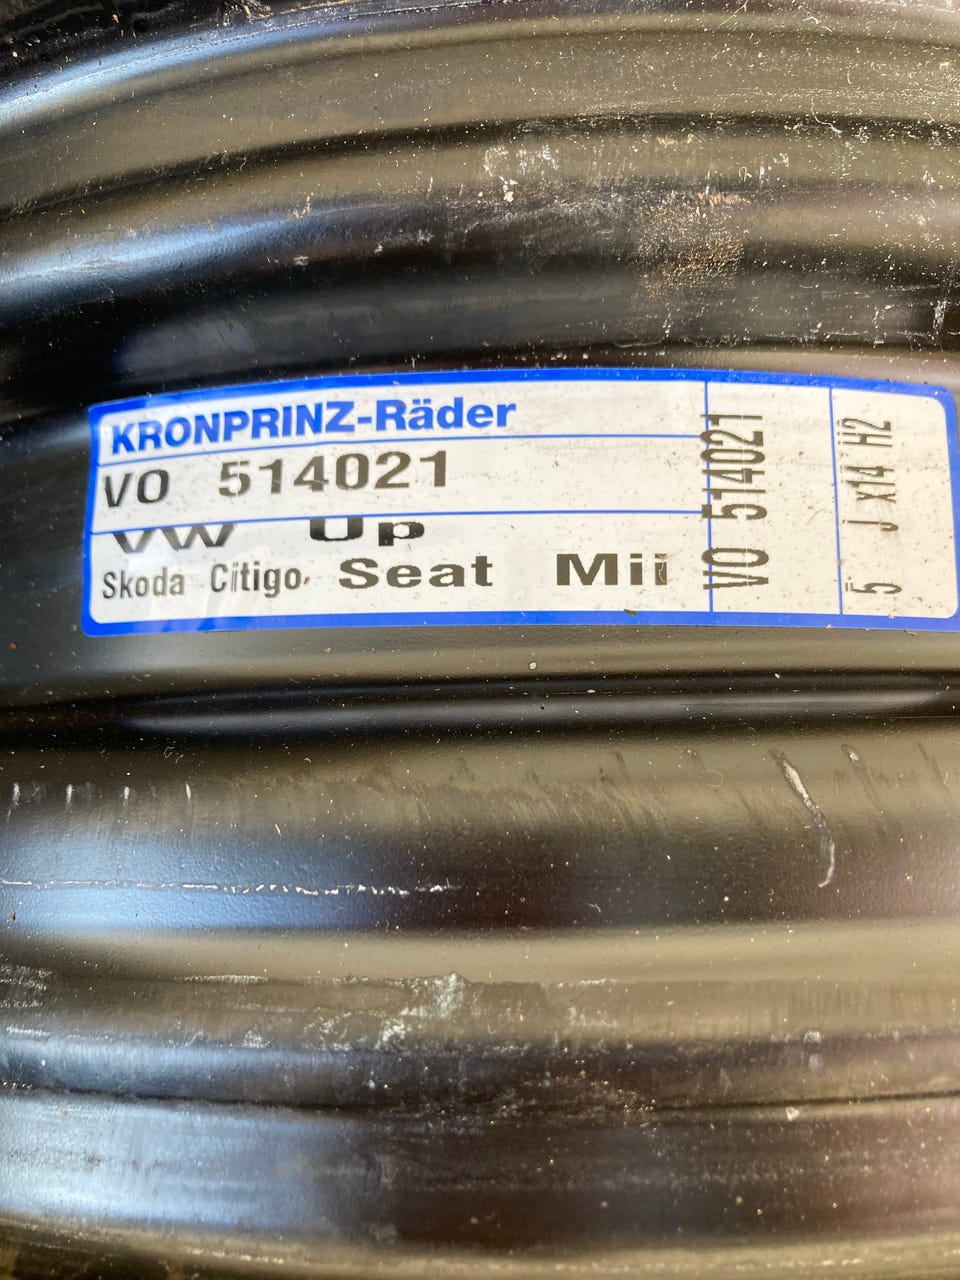 KRONPRINZ-Räder
VO 514021
VW Up
Skoda Citigo. Seat Mii
VO 514021
5 J x14 H2